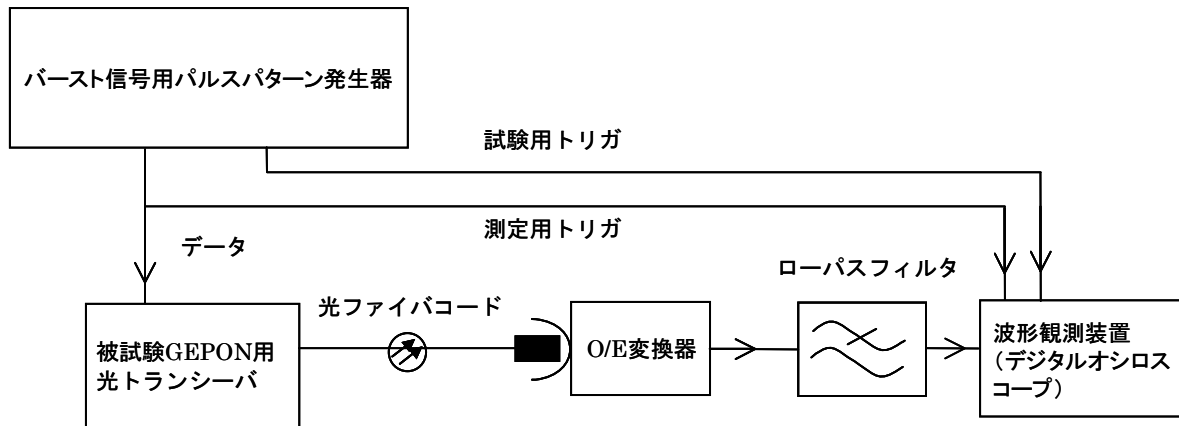 バースト信号用パルスパターン発生器
試験用トリガ
測定用トリガ
データ
ローパスフィルタ
光ファイバコード
被試験GEPON用
光トランシーバ
O/E変換器
波形観測装置
(デジタルオシロス
コープ)